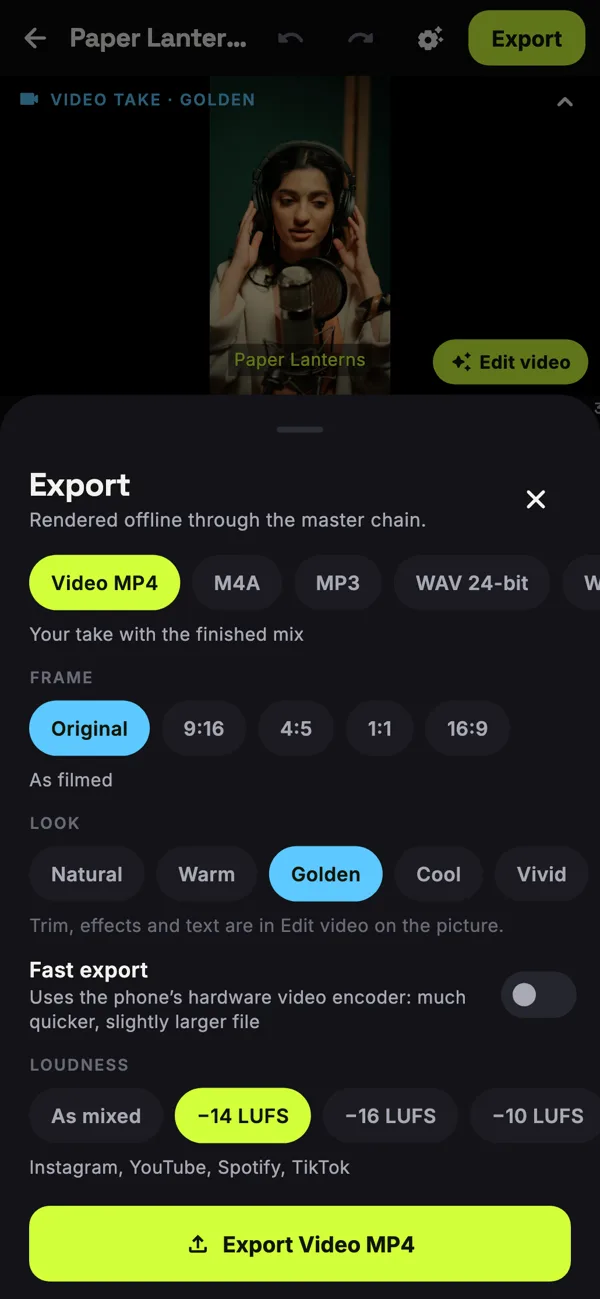 Paper Lanter...
Export
VIDEO TAKE · GOLDEN
Paper Lanterns
Edit video
Export
Rendered offline through the master chain.
Video MP4 M4A MP3 WAV 24-bit
Your take with the finished mix
FRAME
Original 9:16 4:5 1:1 16:9
As filmed
LOOK
Natural Warm Golden Cool Vivid
Trim, effects and text are in Edit video on the picture.
Fast export
Uses the phone’s hardware video encoder: much
quicker, slightly larger file
LOUDNESS
As mixed −14 LUFS −16 LUFS −10 LUFS
Instagram, YouTube, Spotify, TikTok
Export Video MP4